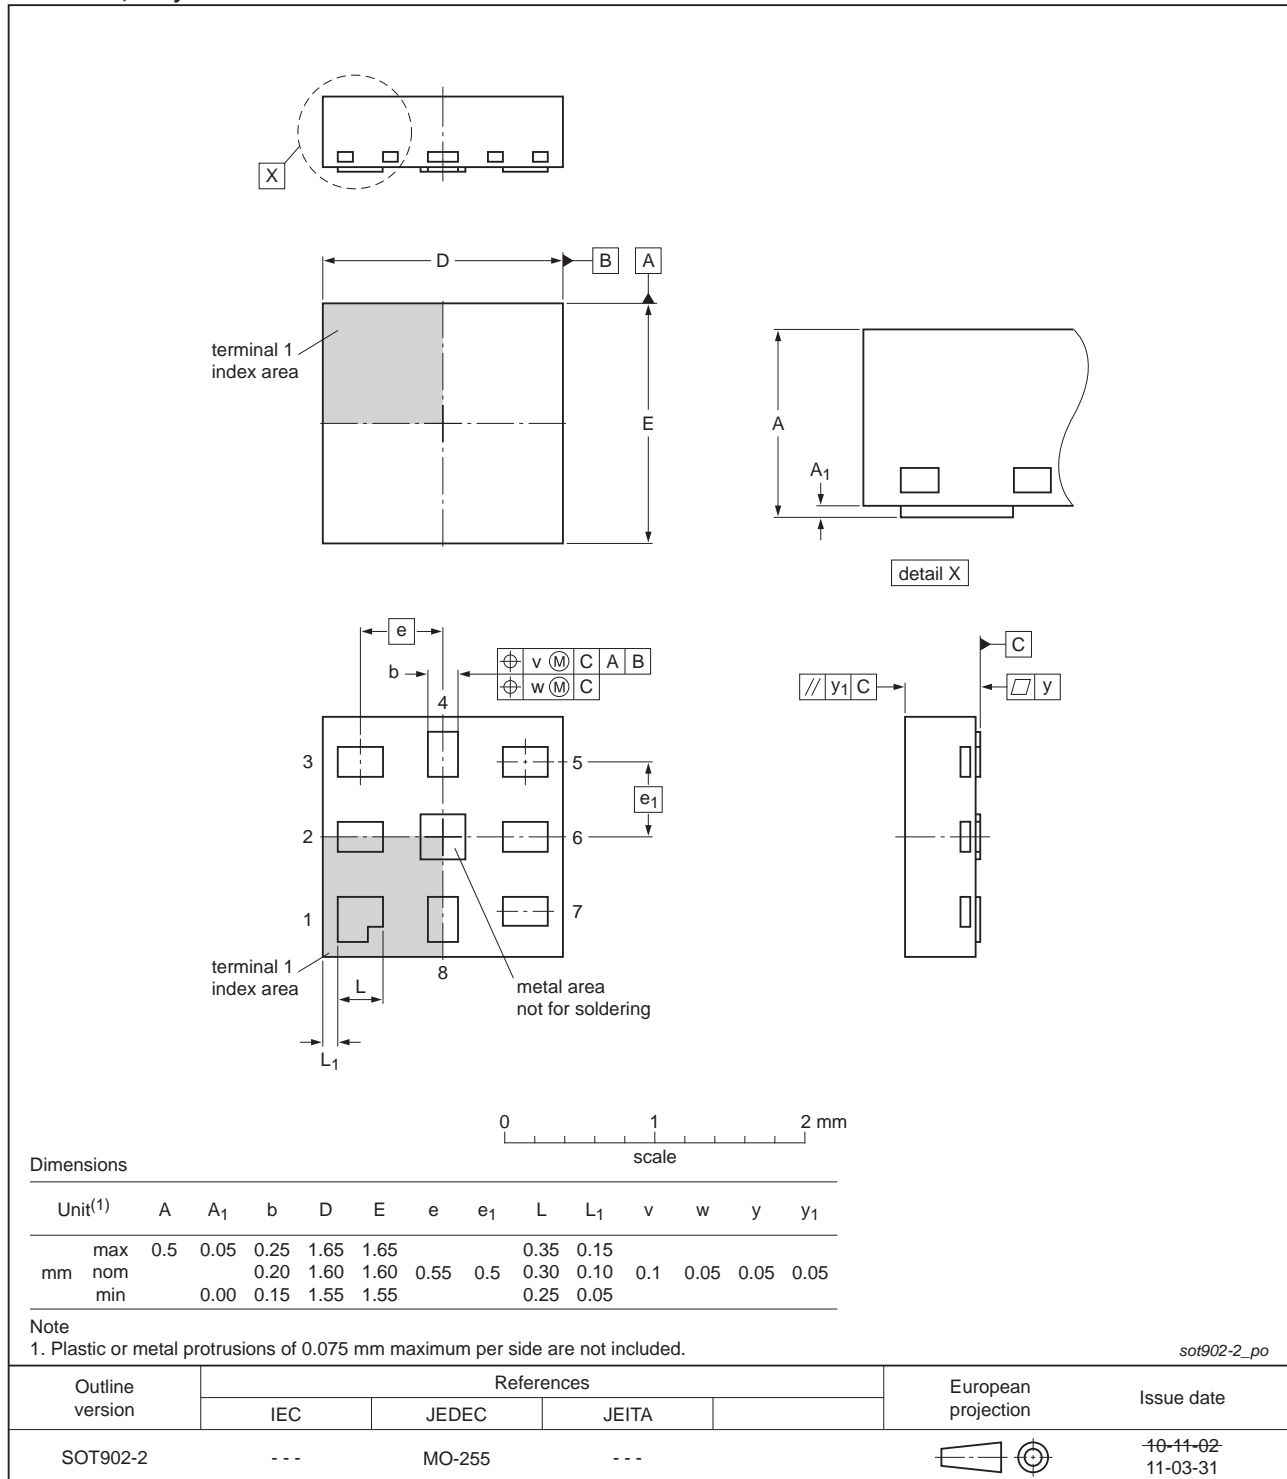 X
D
B
A
terminal 1
index area
E
A
A1
detail X
e
b
v M C A B
w M C
4
C
// y1 C
y
3
5
e1
2
6
1
7
terminal 1
index area
L
8
metal area
not for soldering
L1
0 1 2 mm
scale
Dimensions
Unit(1) A A1 b D E e e1 L L1 v w y y1
max 0.5 0.05 0.25 1.65 1.65 0.35 0.15
mm nom 0.20 1.60 1.60 0.55 0.5 0.30 0.10 0.1 0.05 0.05 0.05
min 0.00 0.15 1.55 1.55 0.25 0.05
Note
1. Plastic or metal protrusions of 0.075 mm maximum per side are not included.
sot902-2_po
Outline version
References
European projection
Issue date
IEC JEDEC JEITA
SOT902-2 - - - MO-255 - - -
10-11-02
11-03-31